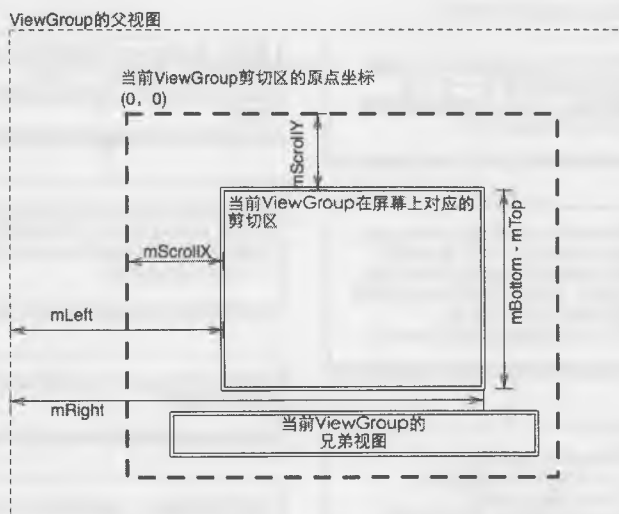 ViewGroup的父视图
当前ViewGroup剪切区的原点坐标
(0，0)
mScrollY
当前ViewGroup在屏幕上对应的
剪切区
mScrollX
mBottom - mTop
mLeft
mRight
当前ViewGroup的
兄弟视图